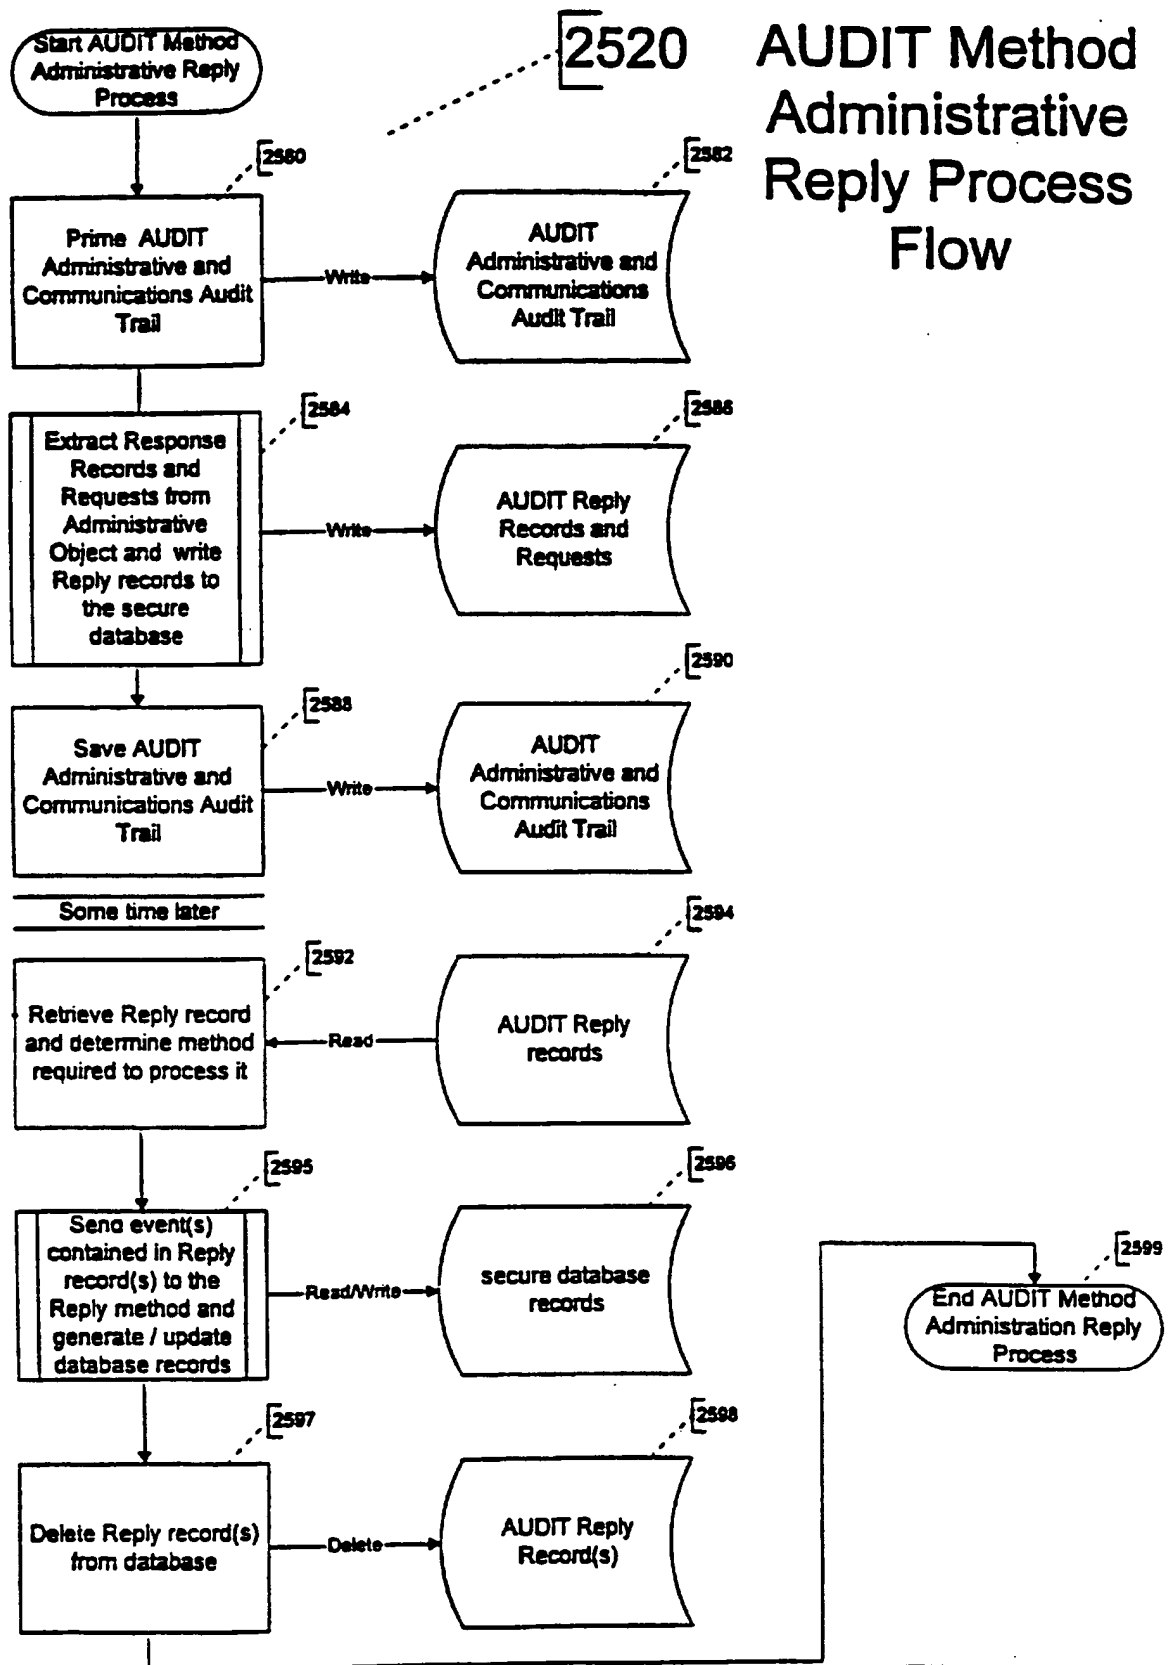 2520
AUDIT Method
Administrative
Reply Process
Flow
Start AUDIT Method
Administrative Reply
Process
2580
Prime AUDIT
Administrative and
Communications Audit
Trail
Write
2582
AUDIT
Administrative and
Communications
Audit Trail
2584
Extract Response
Records and
Requests from
Administrative
Object and write
Reply records to
the secure
database
Write
2586
AUDIT Reply
Records and
Requests
2588
Save AUDIT
Administrative and
Communications Audit
Trail
Write
2590
AUDIT
Administrative and
Communications
Audit Trail
Some time later
2592
Retrieve Reply record
and determine method
required to process it
Read
2594
AUDIT Reply
records
2595
Send event(s)
contained in Reply
record(s) to the
Reply method and
generate / update
database records
Read/Write
2596
secure database
records
2597
Delete Reply record(s)
from database
Delete
2598
AUDIT Reply
Record(s)
2599
End AUDIT Method
Administration Reply
Process